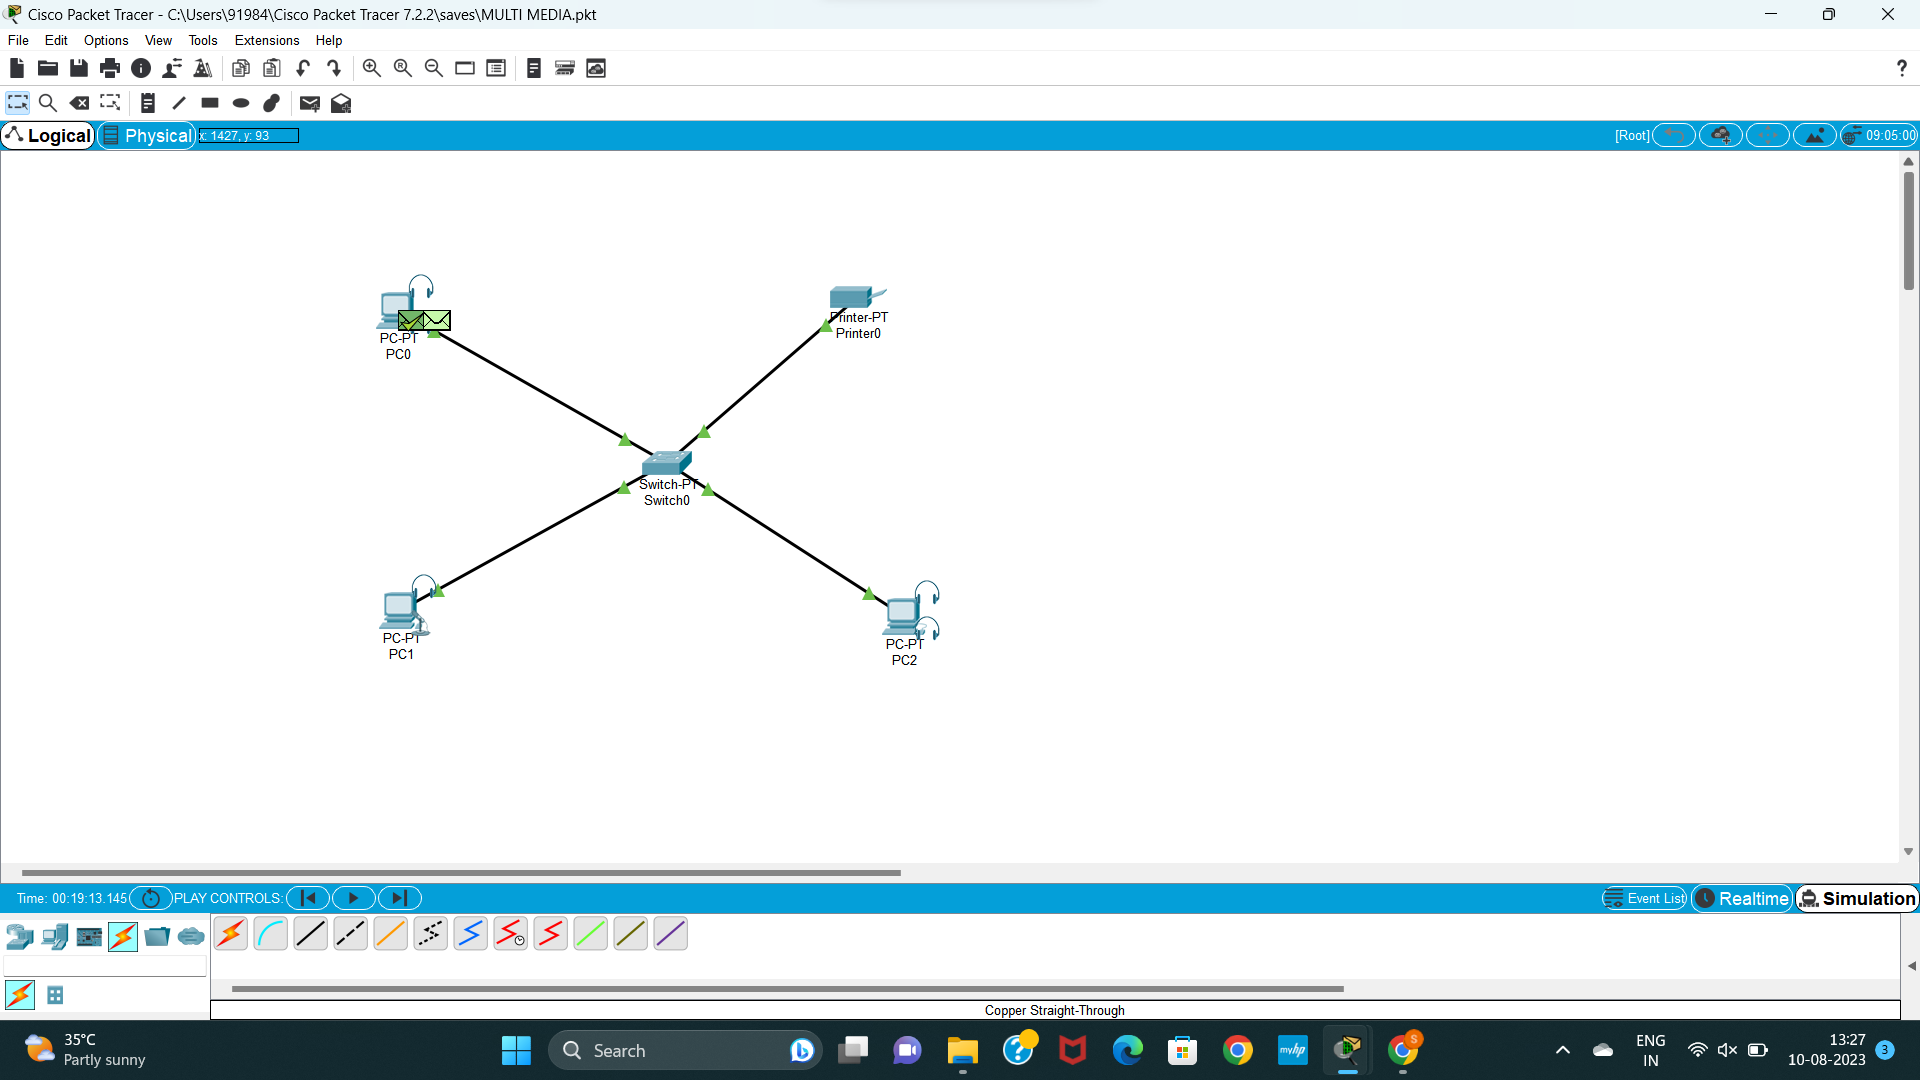 Cisco Packet Tracer - C:\Users\91984\Cisco Packet Tracer 7.2.2\saves\MULTI MEDIA.pkt
File Edit Options View Tools Extensions Help
?
Logical Physical x: 1427, y: 93 [Root] 09:05:00
PC-PT
PC0
Printer-PT
Printer0
Switch-PT
Switch0
PC-PT
PC1
PC-PT
PC2
Time: 00:19:13.145 PLAY CONTROLS: Event List Realtime Simulation
Copper Straight-Through
35°C
Partly sunny
Search
myhp
S
ENG
IN
13:27
10-08-2023
3